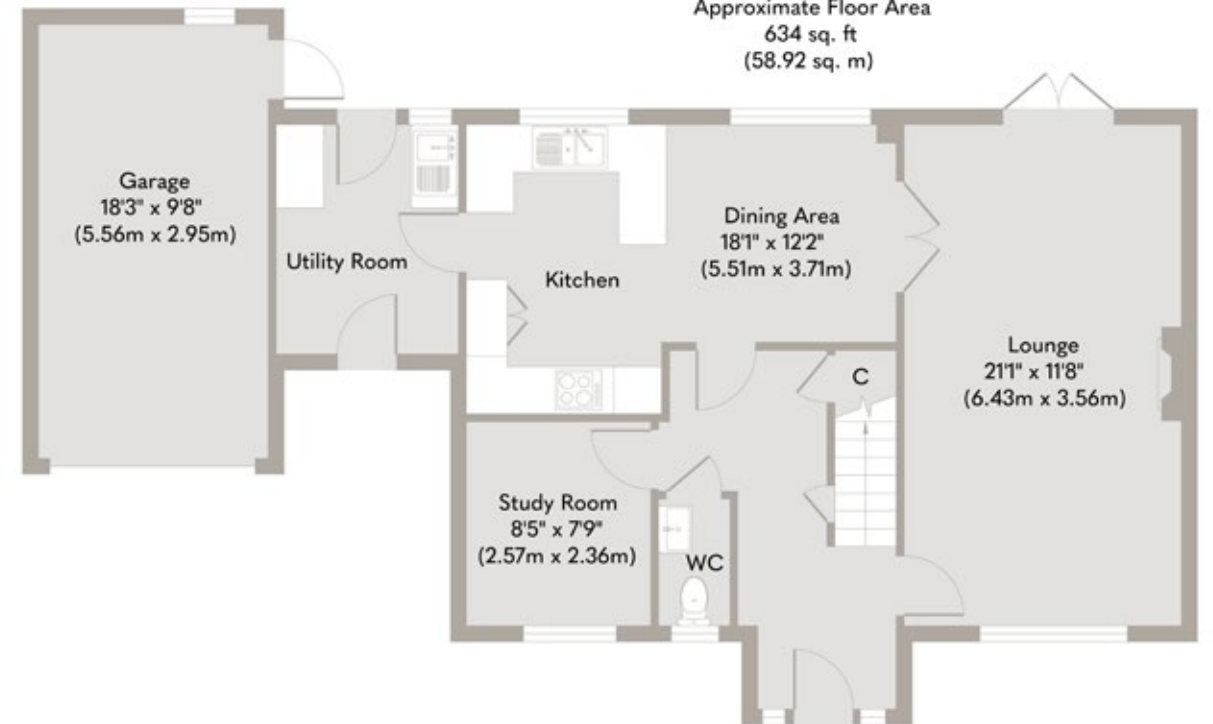 Approximate Floor Area
634 sq. ft
(58.92 sq. m)
Garage
18'3" x 9'8"
(5.56m x 2.95m)
Utility Room
Kitchen
Dining Area
18'1" x 12'2"
(5.51m x 3.71m)
Lounge
21'1" x 11'8"
(6.43m x 3.56m)
C
Study Room
8'5" x 7'9"
(2.57m x 2.36m)
WC